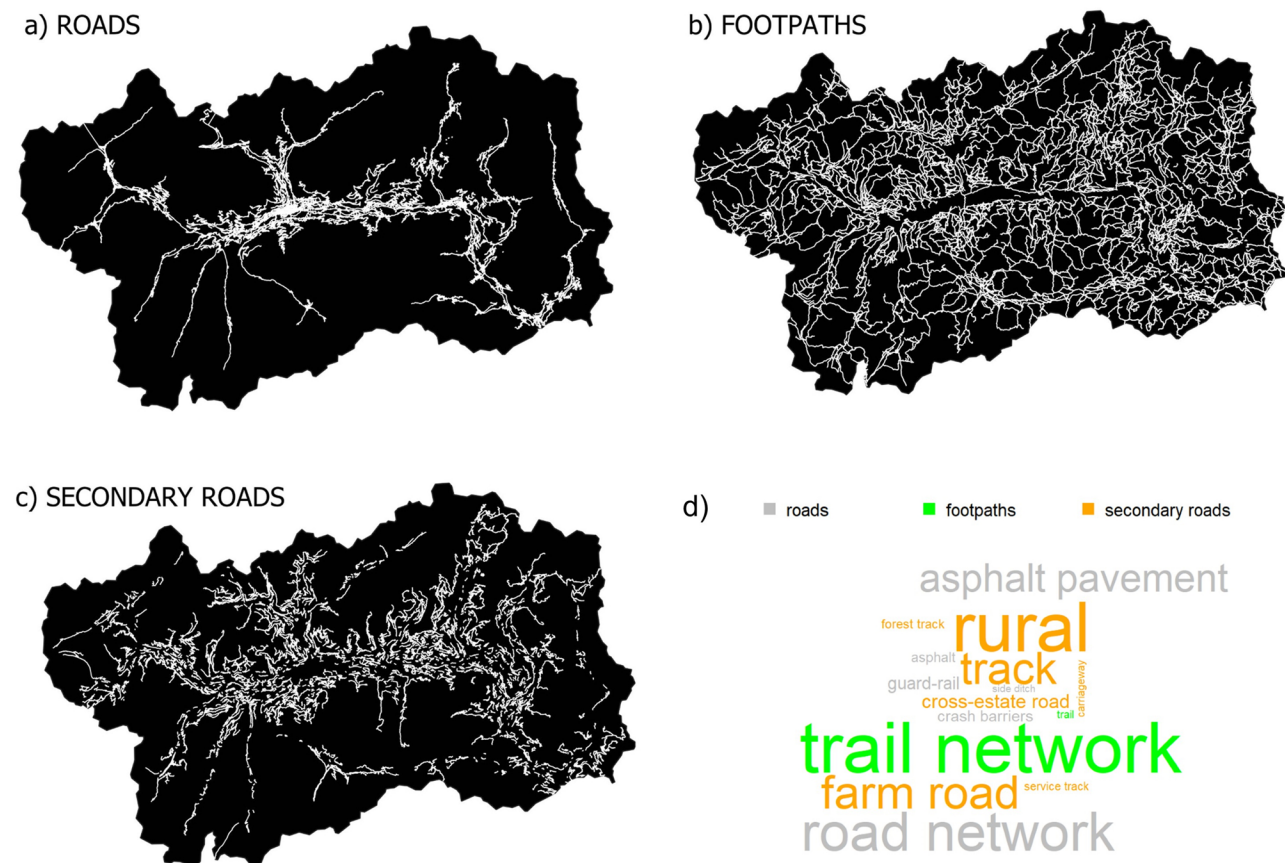 a) ROADS
b) FOOTPATHS
c) SECONDARY ROADS
d)
roads
footpaths
secondary roads
asphalt pavement
rural
forest track
asphalt
track
carriageway
guard-rail
side ditch
cross-estate road
crash barriers
trail
trail network
farm road
service track
road network